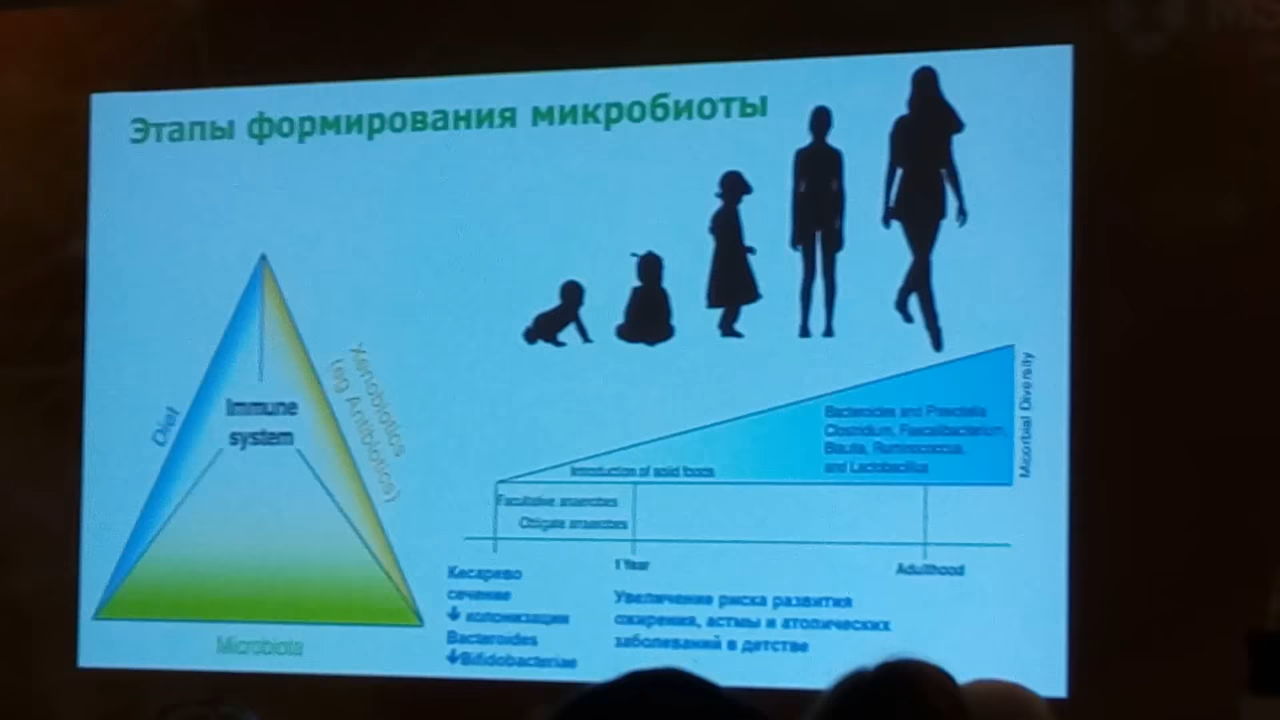 Этапы формирования микробиоты
Diet
Xenobiotics
(eg Antibiotics)
Immune
system
Microbiota
Microbial Diversity
Bacteroides and Prevotella
Clostridium, Faecalibacterium,
Blautia, Ruminococcus,
and Lactobacillus
Introduction of solid foods
Facultative anaerobes
Obligate anaerobes
1 Year
Adulthood
Кесарево
сечение
↓ колонизации
Bacteroides
↓Bifidobacteriae
Увеличение риска развития
ожирения, астмы и атопических
заболеваний в детстве